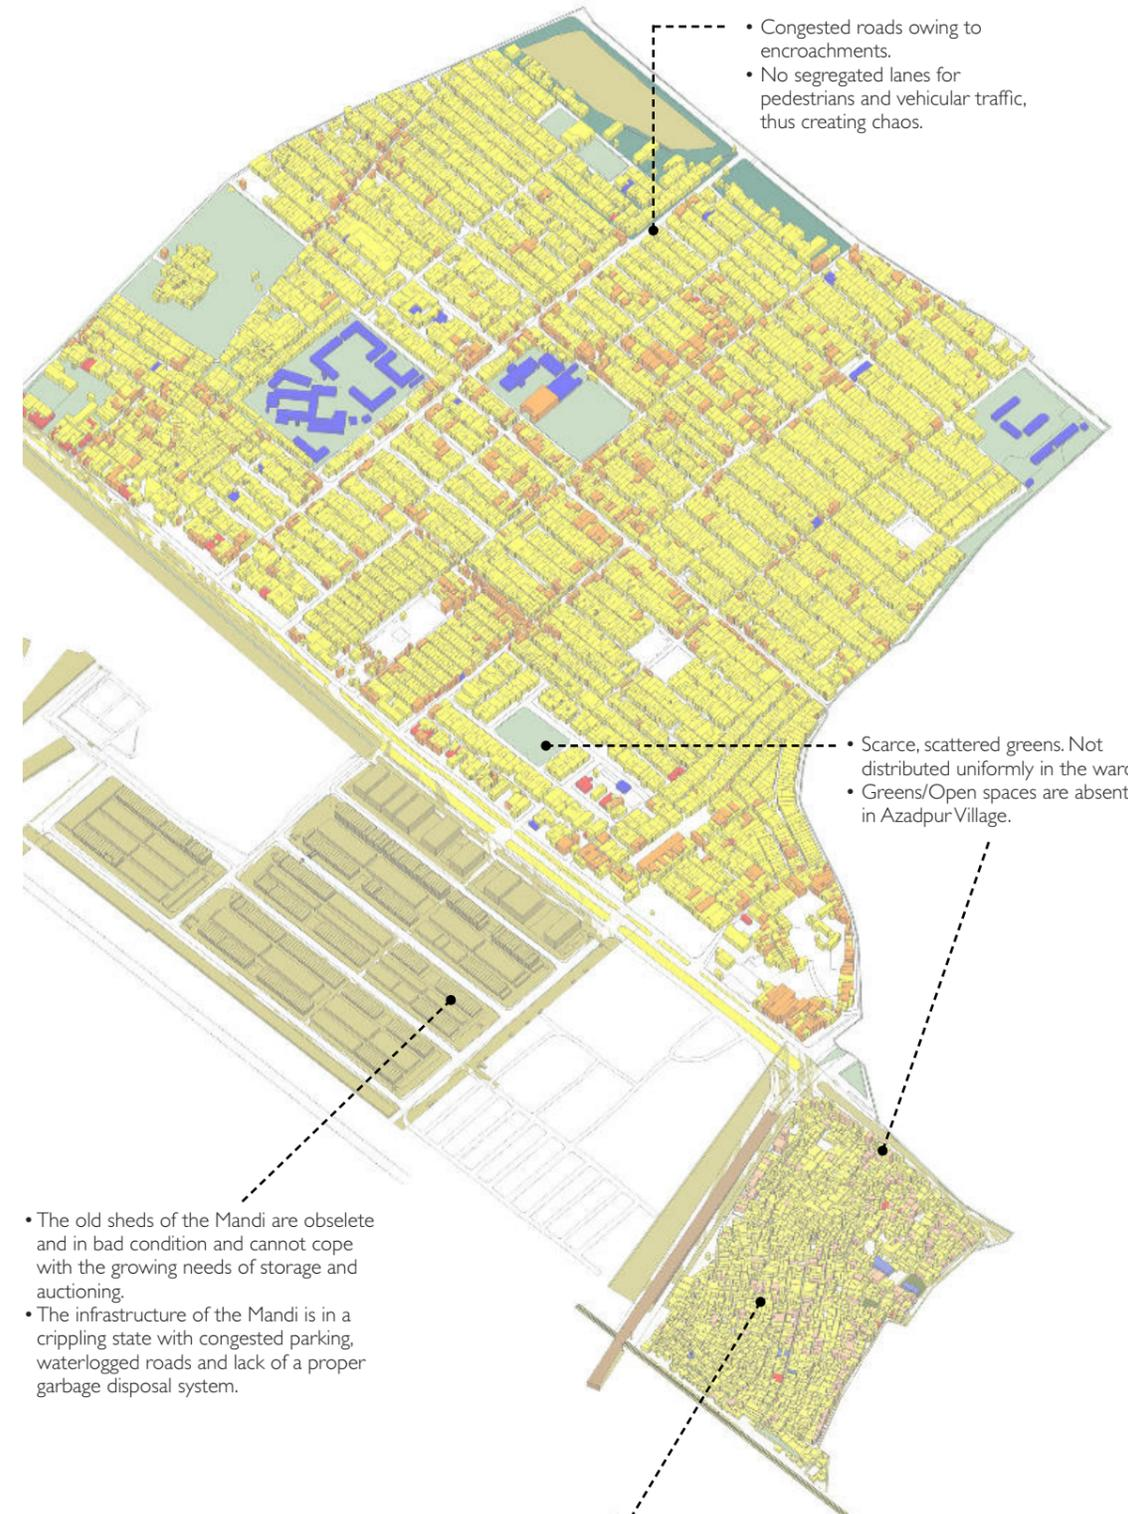 • Congested roads owing to
encroachments.
• No segregated lanes for
pedestrians and vehicular traffic,
thus creating chaos.
• Scarce, scattered greens. Not
distributed uniformly in the ward
• Greens/Open spaces are absent
in Azadpur Village.
• The old sheds of the Mandi are obselete
and in bad condition and cannot cope
with the growing needs of storage and
auctioning.
• The infrastructure of the Mandi is in a
crippling state with congested parking,
waterlogged roads and lack of a proper
garbage disposal system.